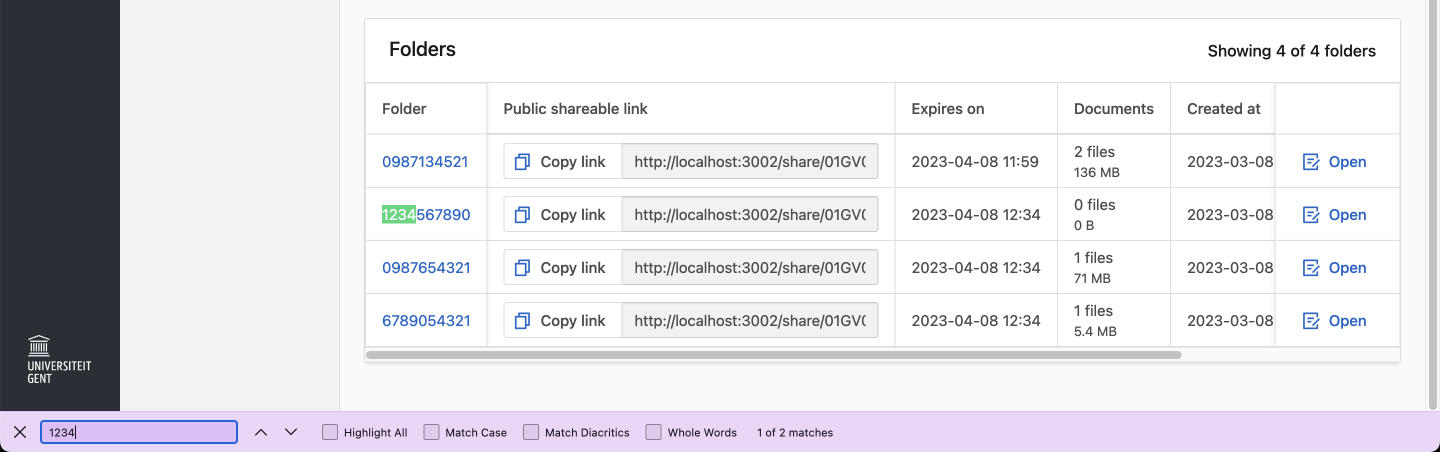 Folders
Showing 4 of 4 folders
Folder Public shareable link Expires on Documents Created at
0987134521 Copy link http://localhost:3002/share/01GV0 2023-04-08 11:59 2 files 2023-03-08 Open
136 MB
1234567890 Copy link http://localhost:3002/share/01GV0 2023-04-08 12:34 0 files 2023-03-08 Open
0 B
0987654321 Copy link http://localhost:3002/share/01GV0 2023-04-08 12:34 1 files 2023-03-08 Open
71 MB
6789054321 Copy link http://localhost:3002/share/01GV0 2023-04-08 12:34 1 files 2023-03-08 Open
5.4 MB
UNIVERSITEIT
GENT
1234 Highlight All Match Case Match Diacritics Whole Words 1 of 2 matches